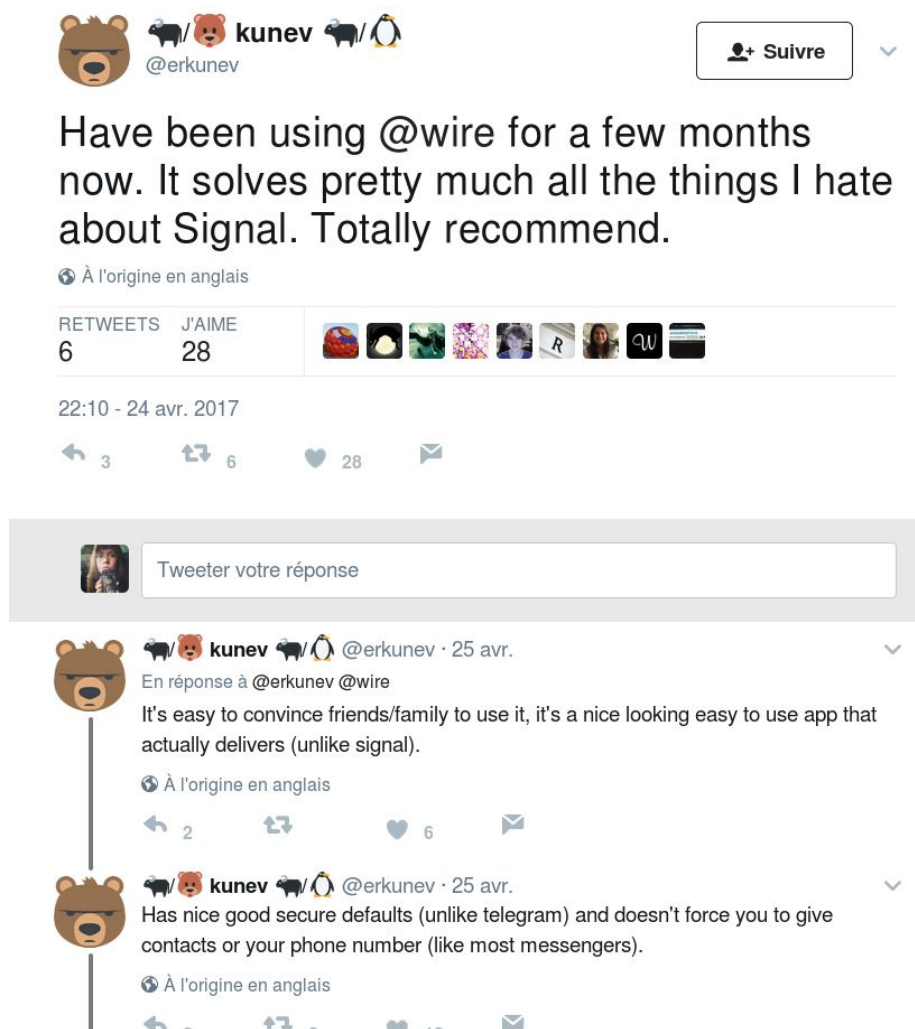 🐃/🐻 kunev 🐃/🐧
@erkunev
Suivre
Have been using @wire for a few months
now. It solves pretty much all the things I hate
about Signal. Totally recommend.
À l'origine en anglais
RETWEETS J'AIME
6 28
R
W
22:10 - 24 avr. 2017
3 6 28
Tweeter votre réponse
🐃/🐻 kunev 🐃/🐧 @erkunev · 25 avr.
En réponse à @erkunev @wire
It's easy to convince friends/family to use it, it's a nice looking easy to use app that
actually delivers (unlike signal).
À l'origine en anglais
2 6
🐃/🐻 kunev 🐃/🐧 @erkunev · 25 avr.
Has nice good secure defaults (unlike telegram) and doesn't force you to give
contacts or your phone number (like most messengers).
À l'origine en anglais